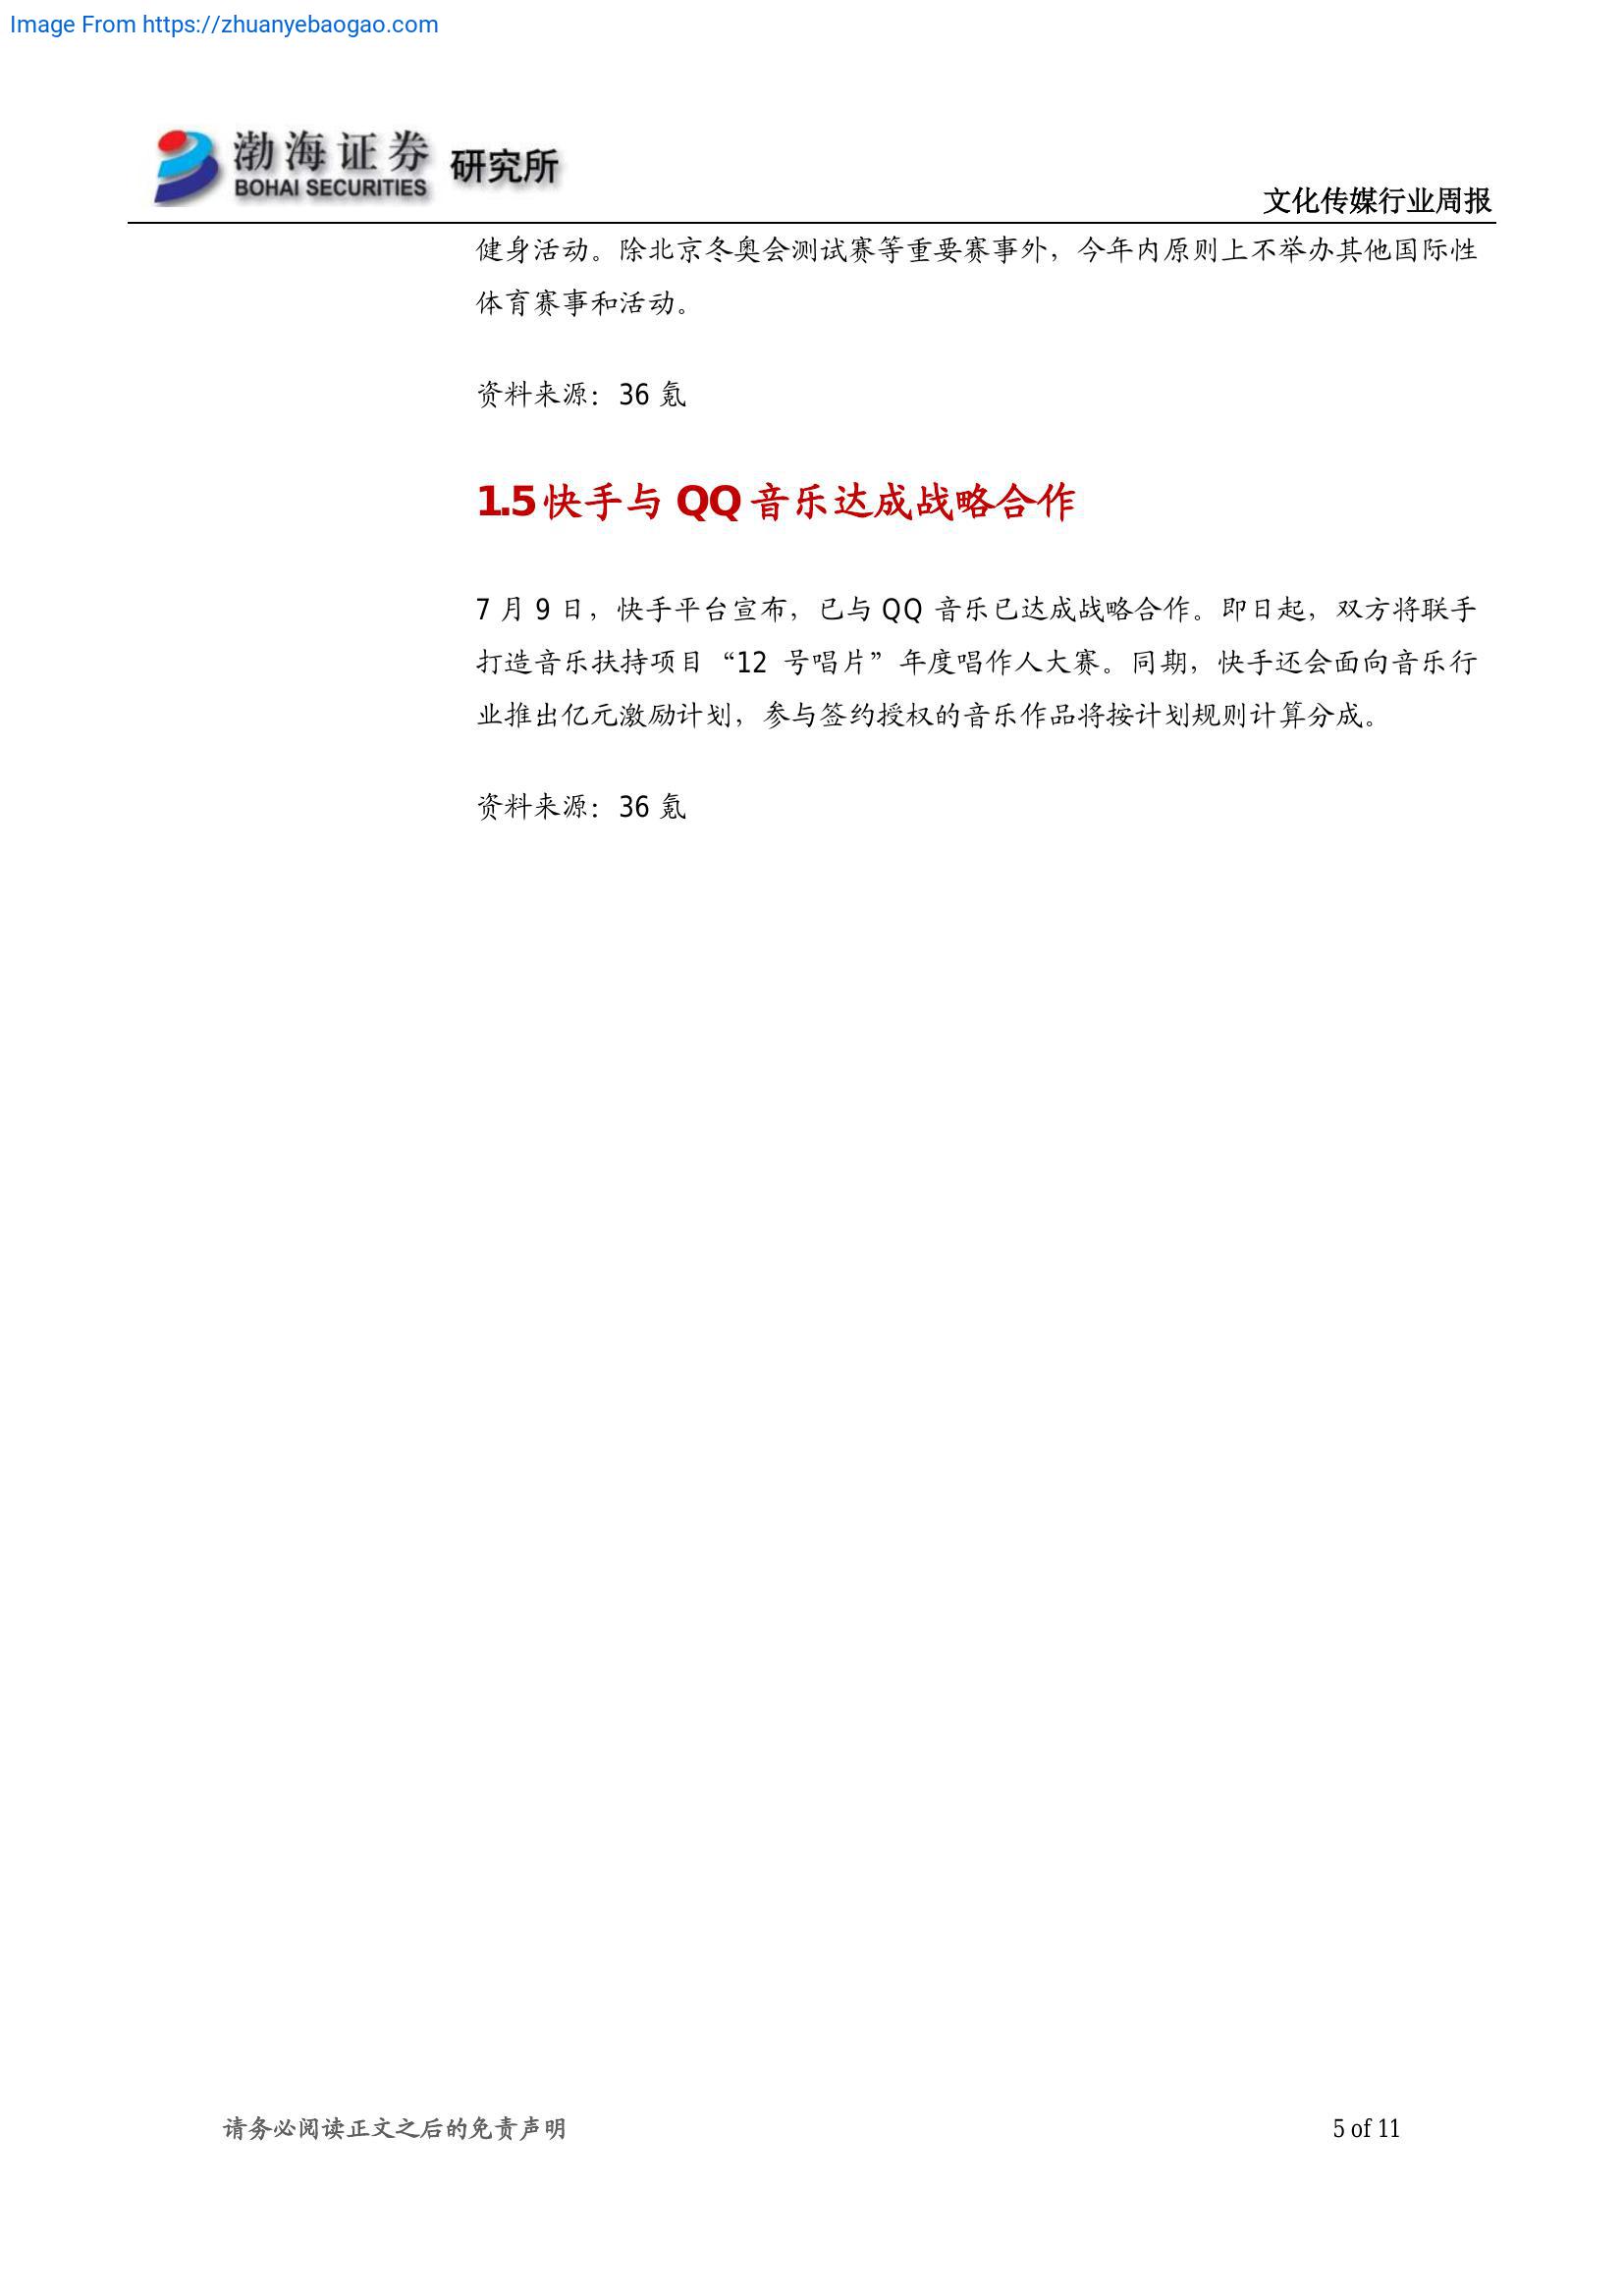 Image From https://zhuanyebaogao.com
渤海证券 研究所
BOHAI SECURITIES
文化传媒行业周报
健身活动。除北京冬奥会测试赛等重要赛事外，今年内原则上不举办其他国际性
体育赛事和活动。
资料来源：36 氪
1.5 快手与 QQ 音乐达成战略合作
7 月 9 日，快手平台宣布，已与 QQ 音乐已达成战略合作。即日起，双方将联手
打造音乐扶持项目“12 号唱片”年度唱作人大赛。同期，快手还会面向音乐行
业推出亿元激励计划，参与签约授权的音乐作品将按计划规则计算分成。
资料来源：36 氪
请务必阅读正文之后的免责声明
5 of 11